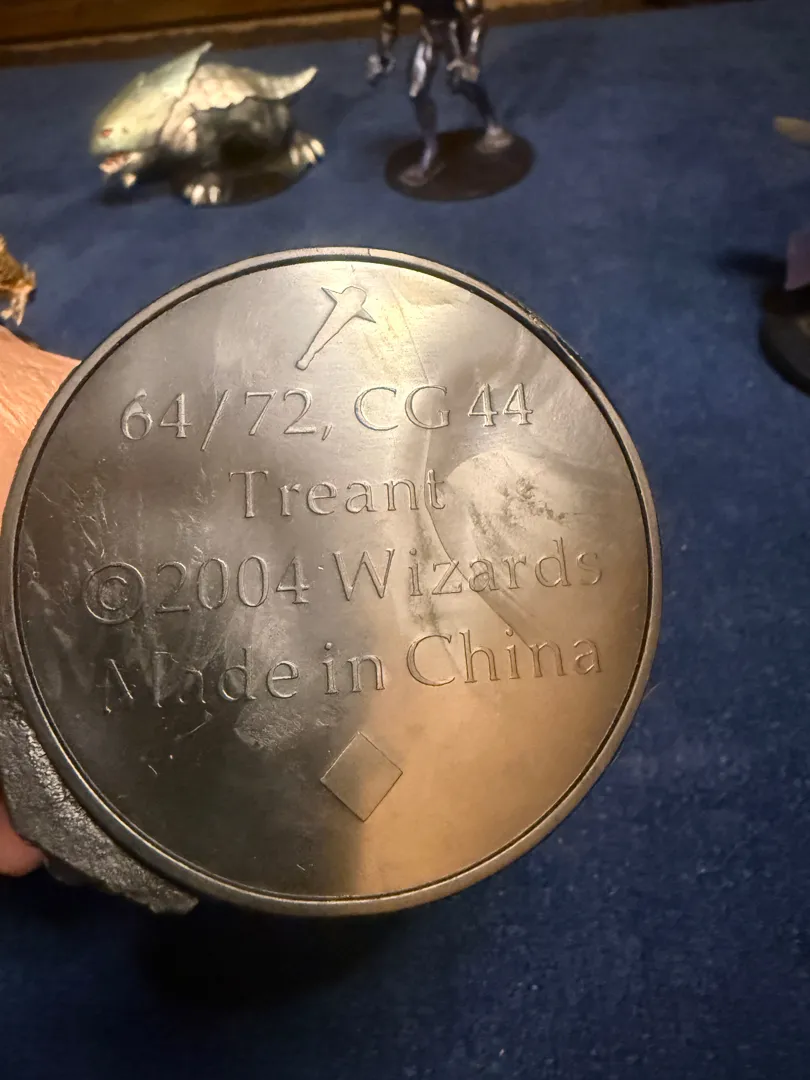 64/72, CG 44
Treant
©2004 Wizards
Made in China